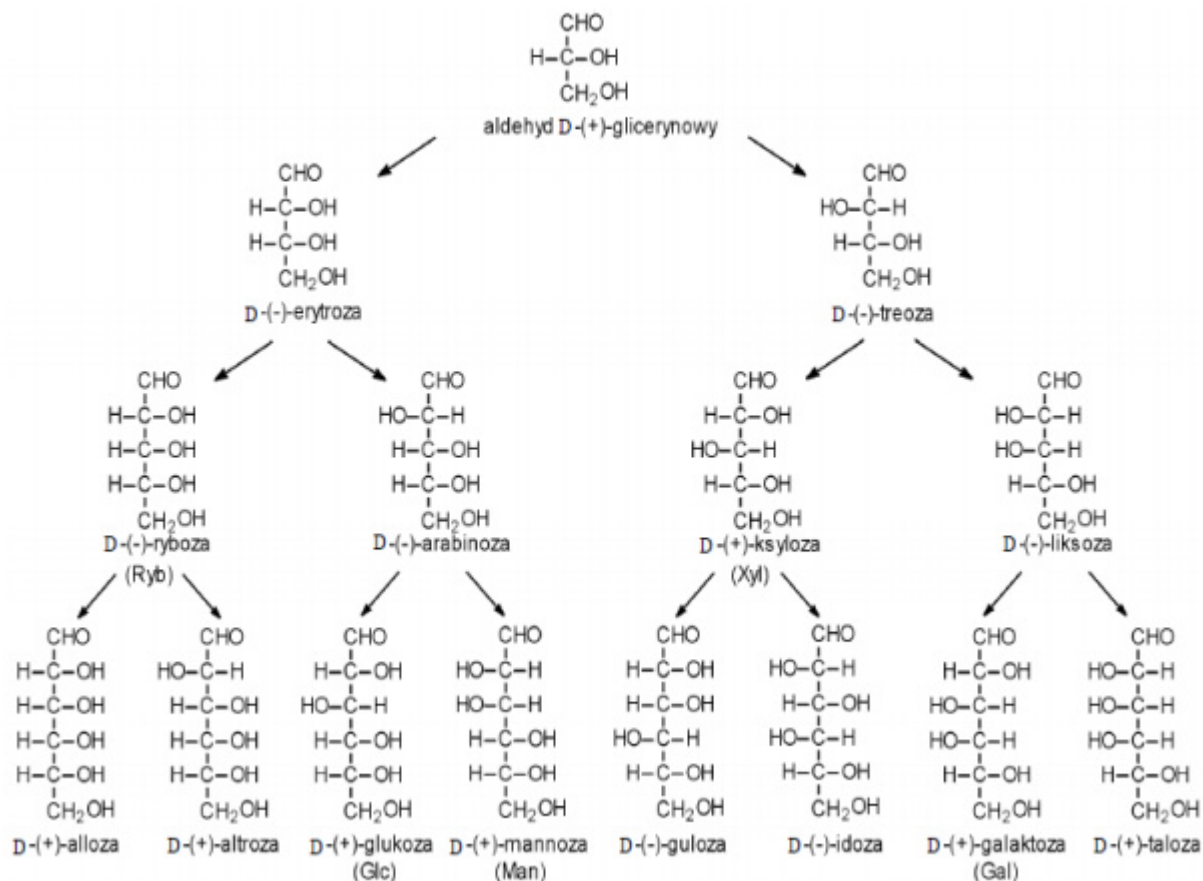 CHO
H–C–OH
CH₂OH
aldehyd D-(+)-glicerynowy
CHO CHO
H–C–OH HO–C–H
H–C–OH H–C–OH
CH₂OH CH₂OH
D-(-)-erytroza D-(-)-treoza
CHO CHO CHO CHO
H–C–OH HO–C–H H–C–OH HO–C–H
H–C–OH H–C–OH HO–C–H HO–C–H
H–C–OH H–C–OH H–C–OH H–C–OH
CH₂OH CH₂OH CH₂OH CH₂OH
D-(-)-ryboza D-(-)-arabinoza D-(+)-ksyloza D-(-)-liksoza
(Ryb) (Xyl)
CHO CHO CHO CHO CHO CHO CHO CHO
H–C–OH HO–C–H H–C–OH HO–C–H H–C–OH HO–C–H H–C–OH HO–C–H
H–C–OH H–C–OH HO–C–H HO–C–H H–C–OH H–C–OH HO–C–H HO–C–H
H–C–OH H–C–OH H–C–OH H–C–OH HO–C–H HO–C–H HO–C–H HO–C–H
H–C–OH H–C–OH H–C–OH H–C–OH H–C–OH H–C–OH H–C–OH H–C–OH
CH₂OH CH₂OH CH₂OH CH₂OH CH₂OH CH₂OH CH₂OH CH₂OH
D-(+)-alloza D-(+)-altroza D-(+)-glukoza D-(+)-mannoza D-(-)-guloza D-(-)-idoza D-(+)-galaktoza D-(+)-taloza
(Glc) (Man) (Gal)